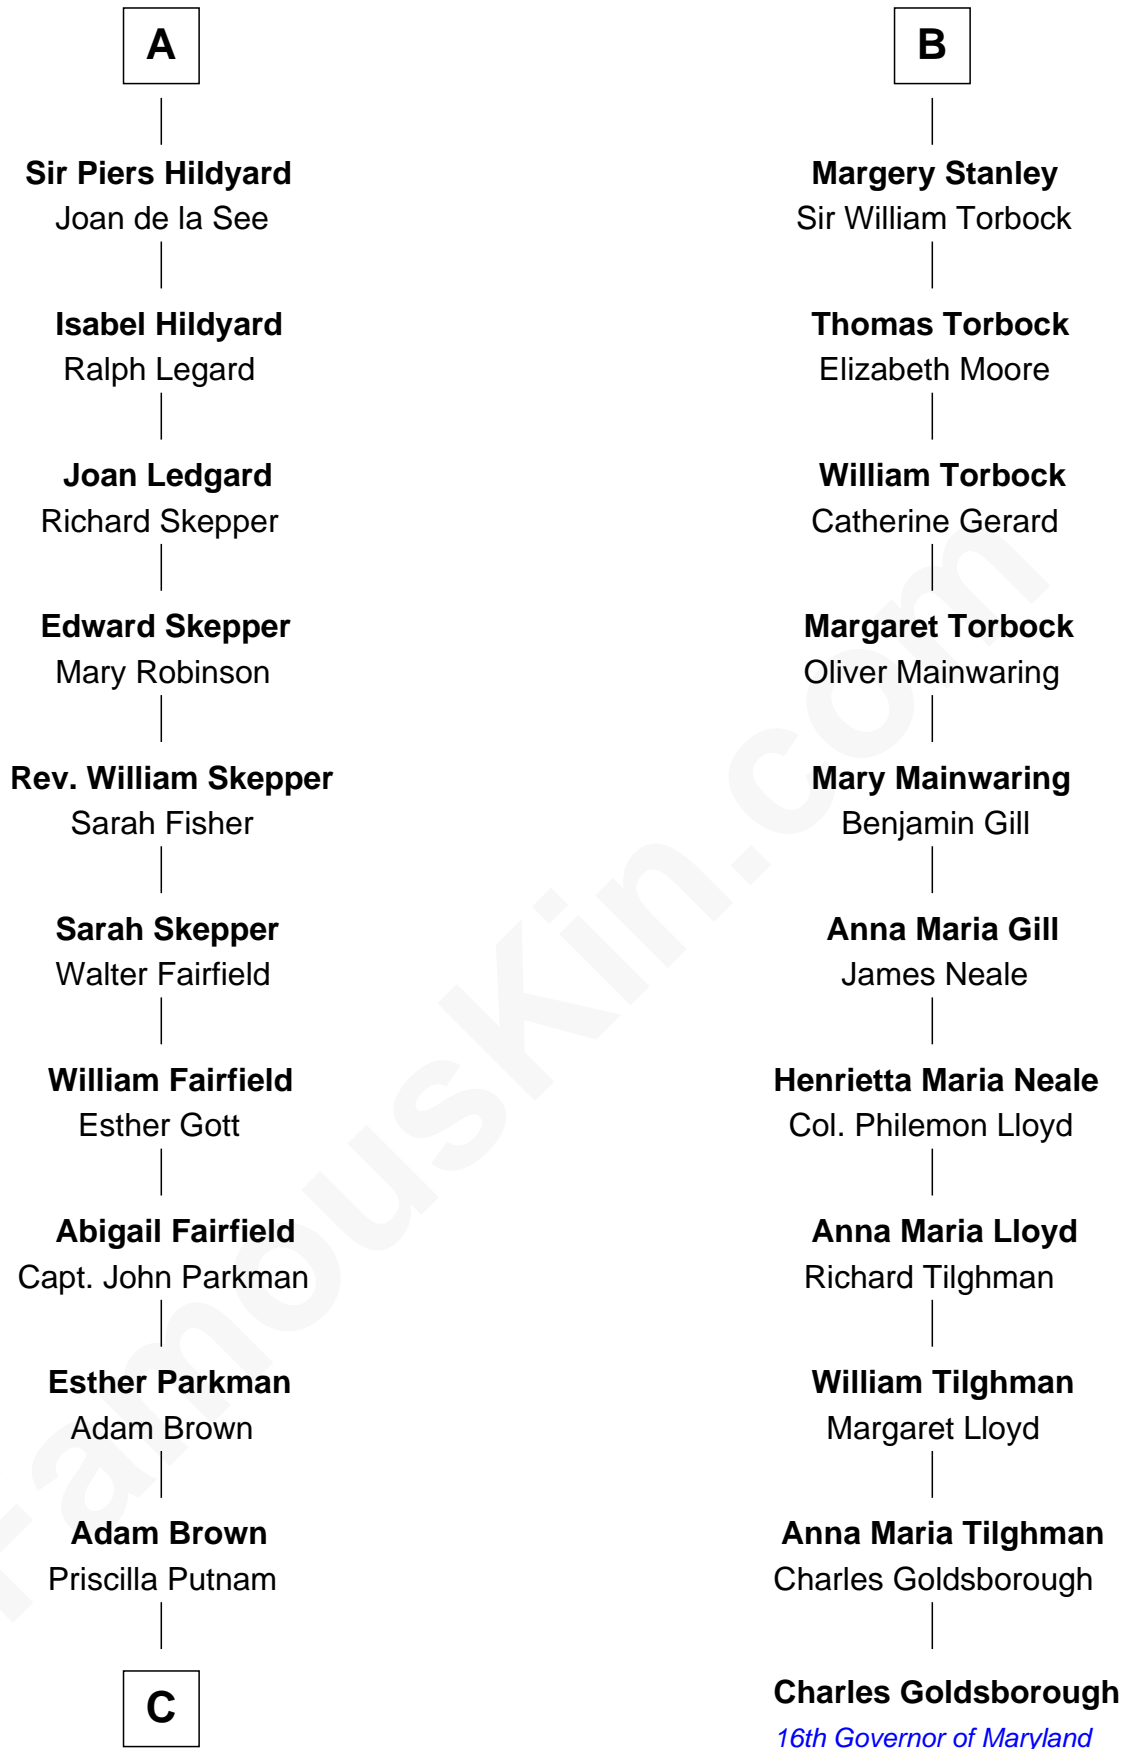 A
Sir Piers Hildyard
Joan de la See
Isabel Hildyard
Ralph Legard
Joan Ledgard
Richard Skepper
Edward Skepper
Mary Robinson
Rev. William Skepper
Sarah Fisher
Sarah Skepper
Walter Fairfield
William Fairfield
Esther Gott
Abigail Fairfield
Capt. John Parkman
Esther Parkman
Adam Brown
Adam Brown
Priscilla Putnam
C
B
Margery Stanley
Sir William Torbock
Thomas Torbock
Elizabeth Moore
William Torbock
Catherine Gerard
Margaret Torbock
Oliver Mainwaring
Mary Mainwaring
Benjamin Gill
Anna Maria Gill
James Neale
Henrietta Maria Neale
Col. Philemon Lloyd
Anna Maria Lloyd
Richard Tilghman
William Tilghman
Margaret Lloyd
Anna Maria Tilghman
Charles Goldsborough
Charles Goldsborough
16th Governor of Maryland
FamousKin.com